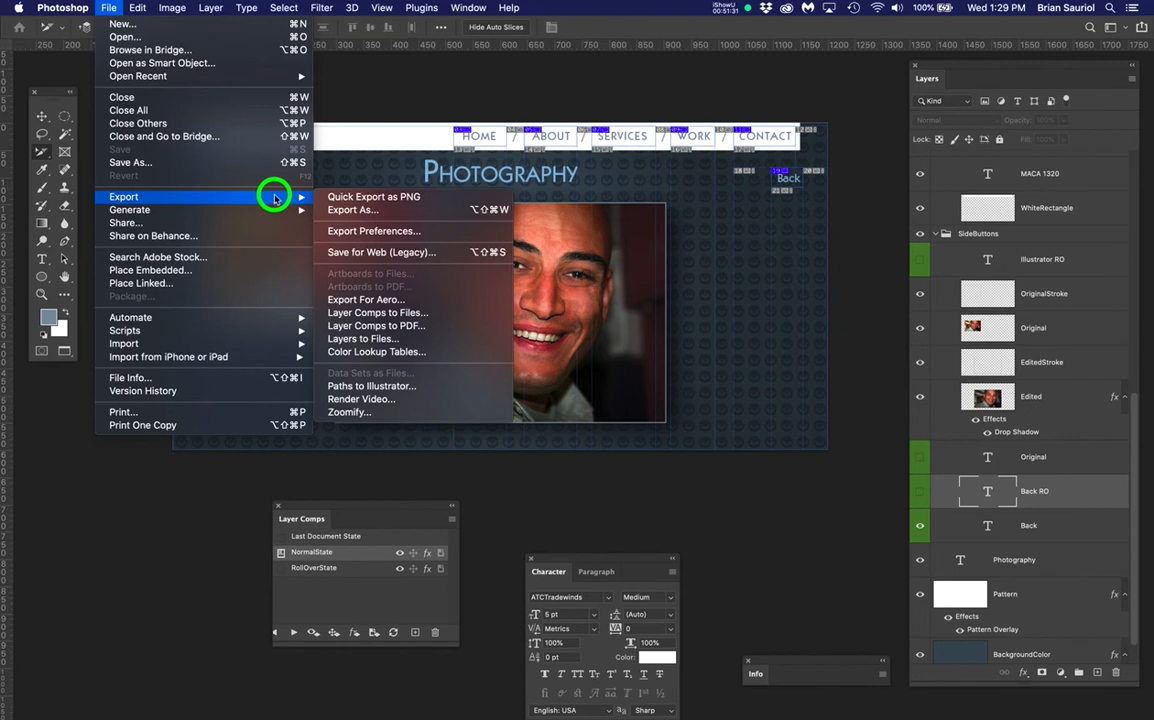 Photoshop File Edit Image Layer Type Select Filter 3D View Plugins Window Help iShowU 00:51:31 100% Wed 1:29 PM Brian Sauriol
Hide Auto Slices
New... ⌘N
Open... ⌘O
Browse in Bridge... ⌥⌘O
Open as Smart Object...
Open Recent
Close ⌘W
Close All ⌥⌘W
Close Others ⌥⌘P
Close and Go to Bridge... ⇧⌘W
Save ⌘S
Save As... ⇧⌘S
Revert F12
Export
Generate
Share...
Share on Behance...
Search Adobe Stock...
Place Embedded...
Place Linked...
Package...
Automate
Scripts
Import
Import from iPhone or iPad
File Info... ⌥⇧⌘I
Version History
Print... ⌘P
Print One Copy ⌥⇧⌘P
Quick Export as PNG
Export As... ⌥⇧⌘W
Export Preferences...
Save for Web (Legacy)... ⌥⇧⌘S
Artboards to Files...
Artboards to PDF...
Export For Aero...
Layer Comps to Files...
Layer Comps to PDF...
Layers to Files...
Color Lookup Tables...
Data Sets as Files...
Paths to Illustrator...
Render Video...
Zoomify...
HOME / ABOUT / SERVICES / WORK / CONTACT
PHOTOGRAPHY
Back
Layer Comps
Last Document State
NormalState
RollOverState
Character Paragraph
ATCTradewinds Medium
5 pt (Auto)
Metrics 0
100% 100%
0 pt Color:
English: USA Sharp
Info
Layers
Kind
Normal Opacity:
Lock: Fill:
MACA 1320
WhiteRectangle
SideButtons
Illustrator RO
OriginalStroke
Original
EditedStroke
Edited fx
Effects
Drop Shadow
Original
Back RO
Back
Photography
Pattern fx
Effects
Pattern Overlay
BackgroundColor fx